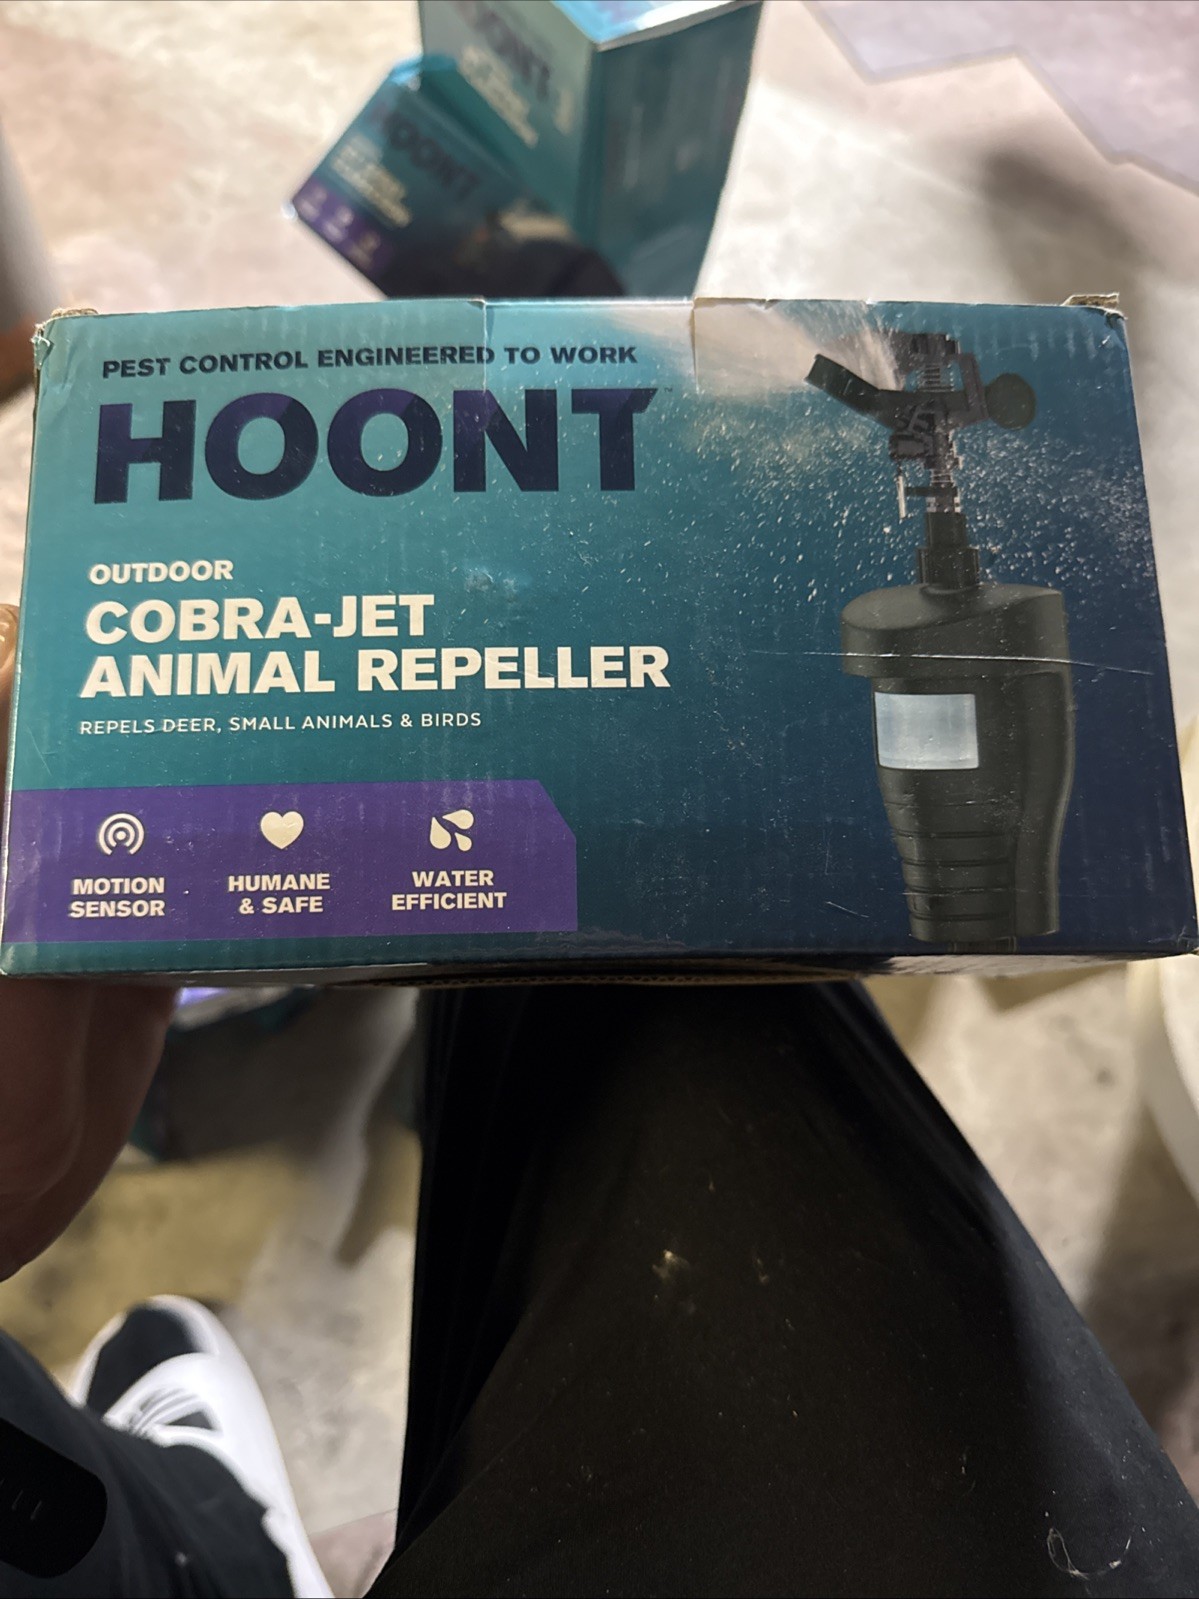 PEST CONTROL ENGINEERED TO WORK
HOONT™
OUTDOOR
COBRA-JET
ANIMAL REPELLER
REPELS DEER, SMALL ANIMALS & BIRDS
MOTION
SENSOR
HUMANE
& SAFE
WATER
EFFICIENT
HOONT